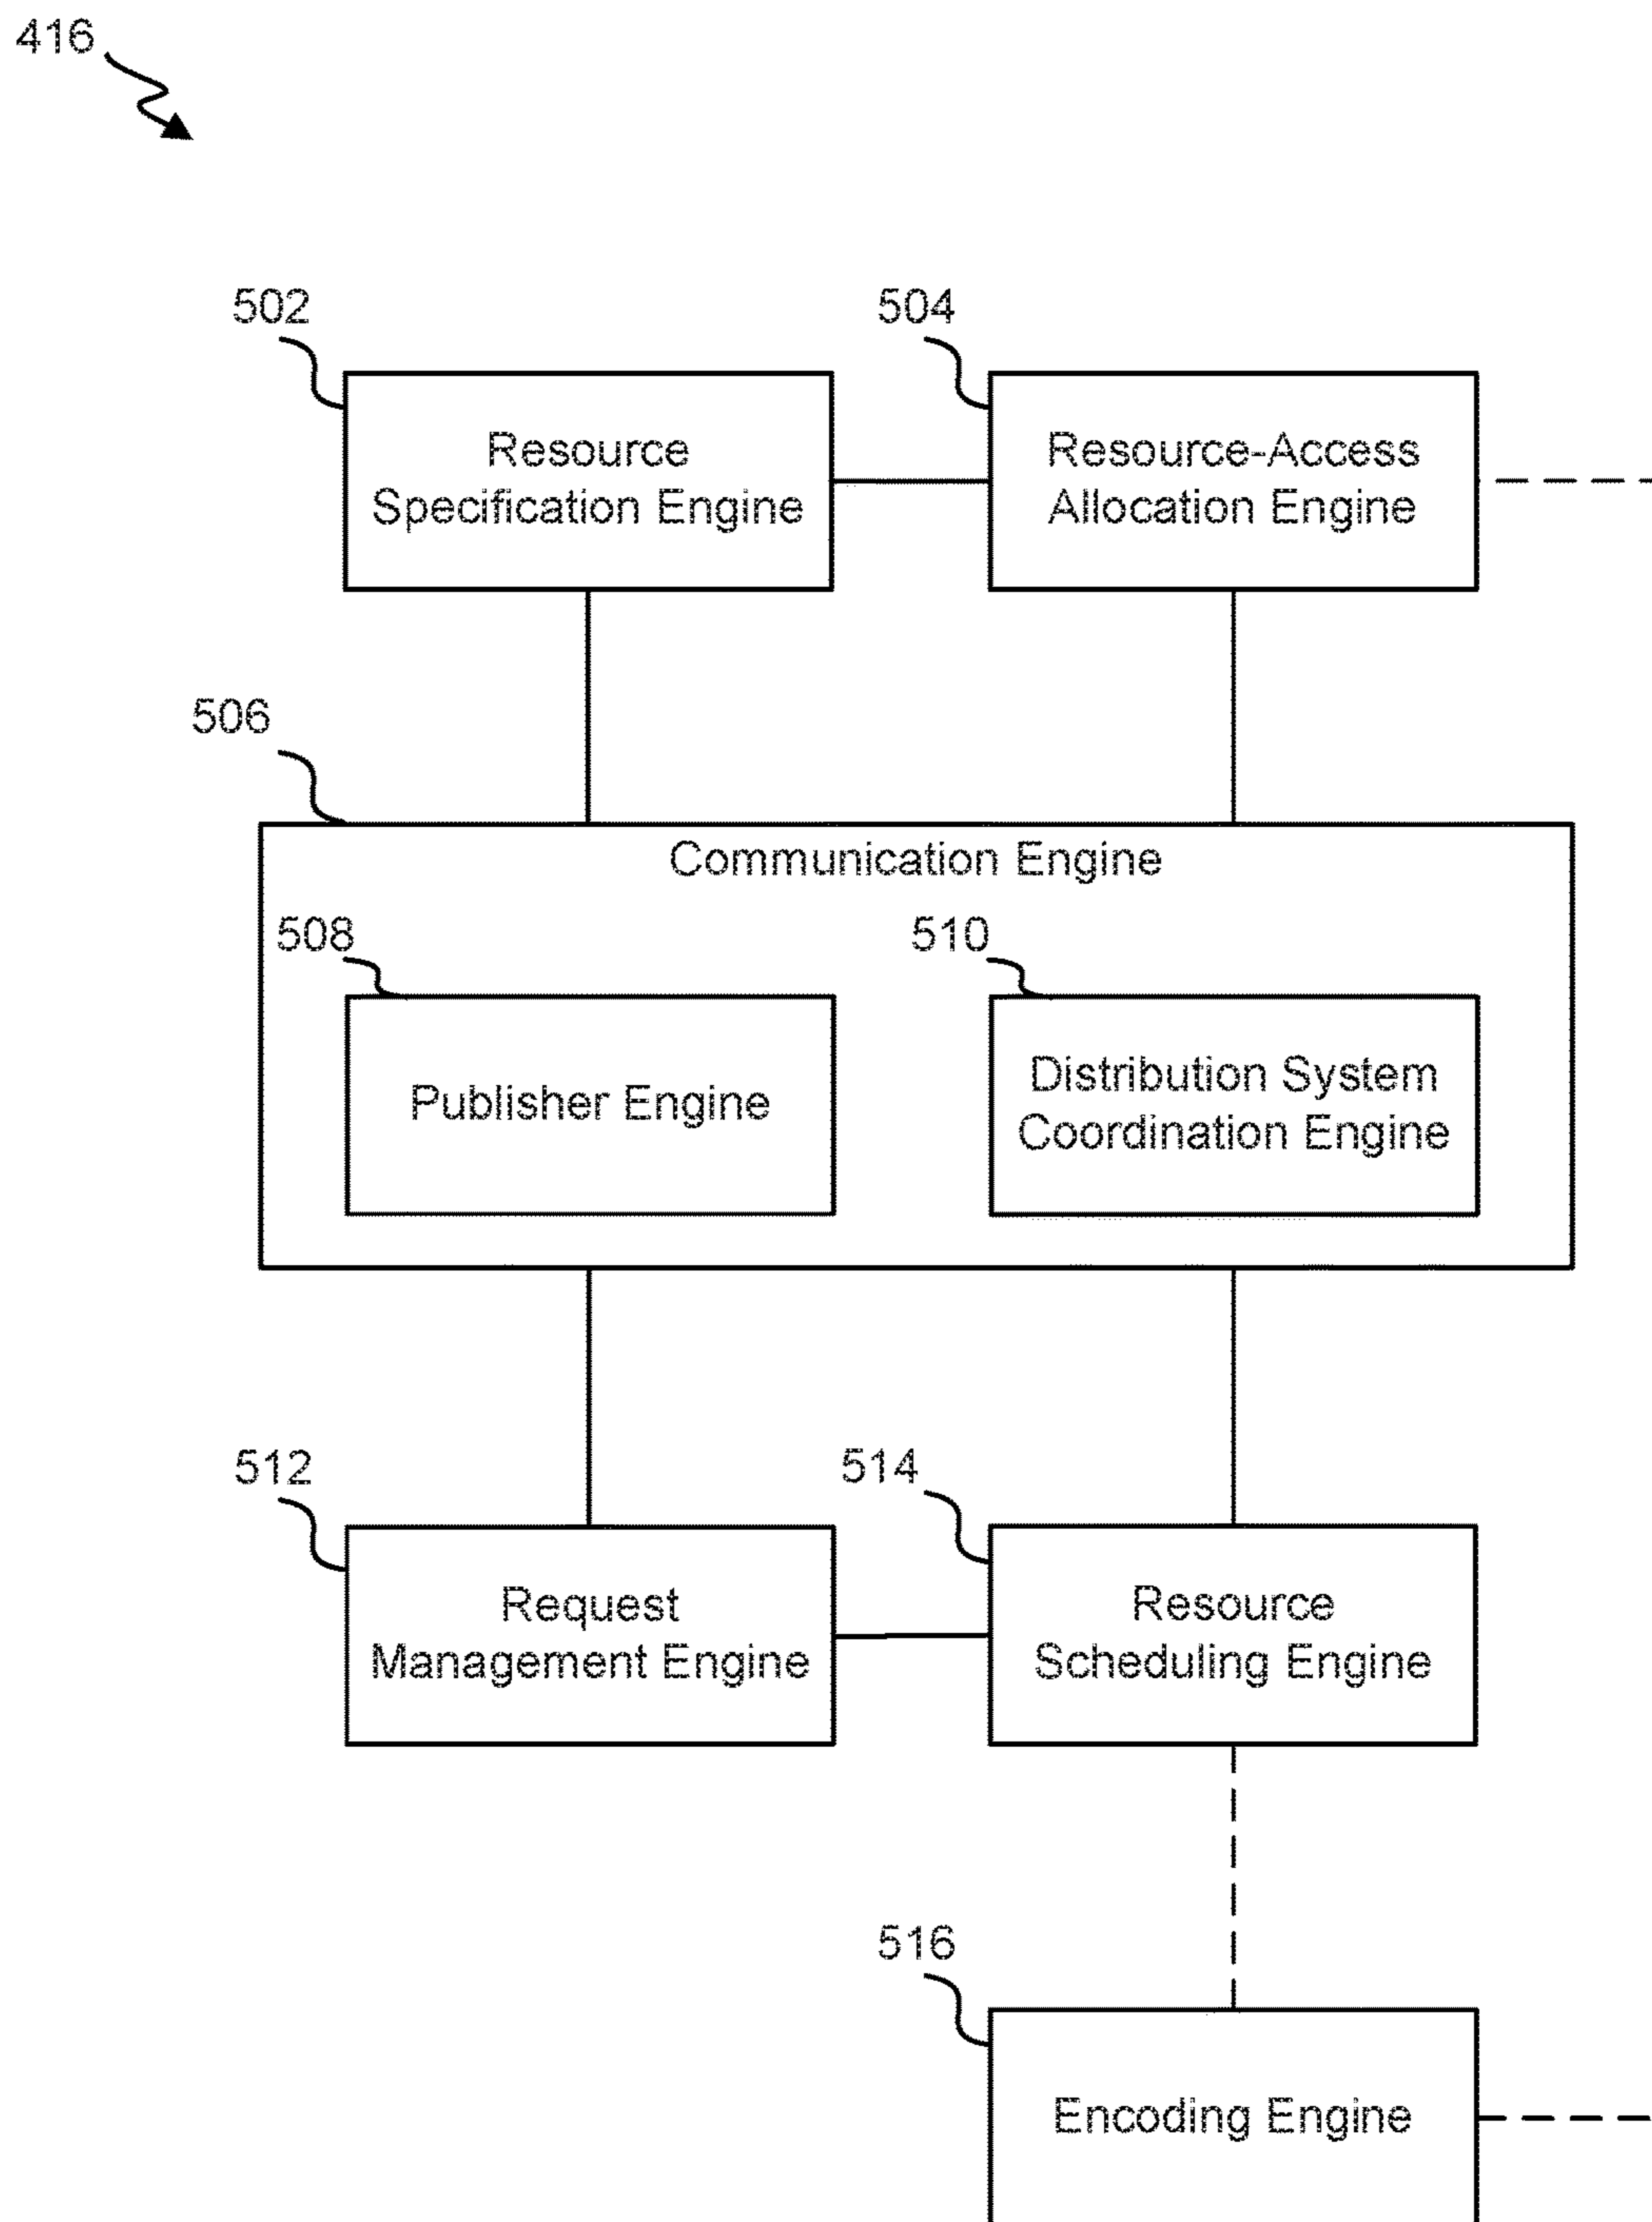 416
502
504
Resource
Specification Engine
Resource-Access
Allocation Engine
506
Communication Engine
508
510
Publisher Engine
Distribution System
Coordination Engine
512
514
Request
Management Engine
Resource
Scheduling Engine
516
Encoding Engine